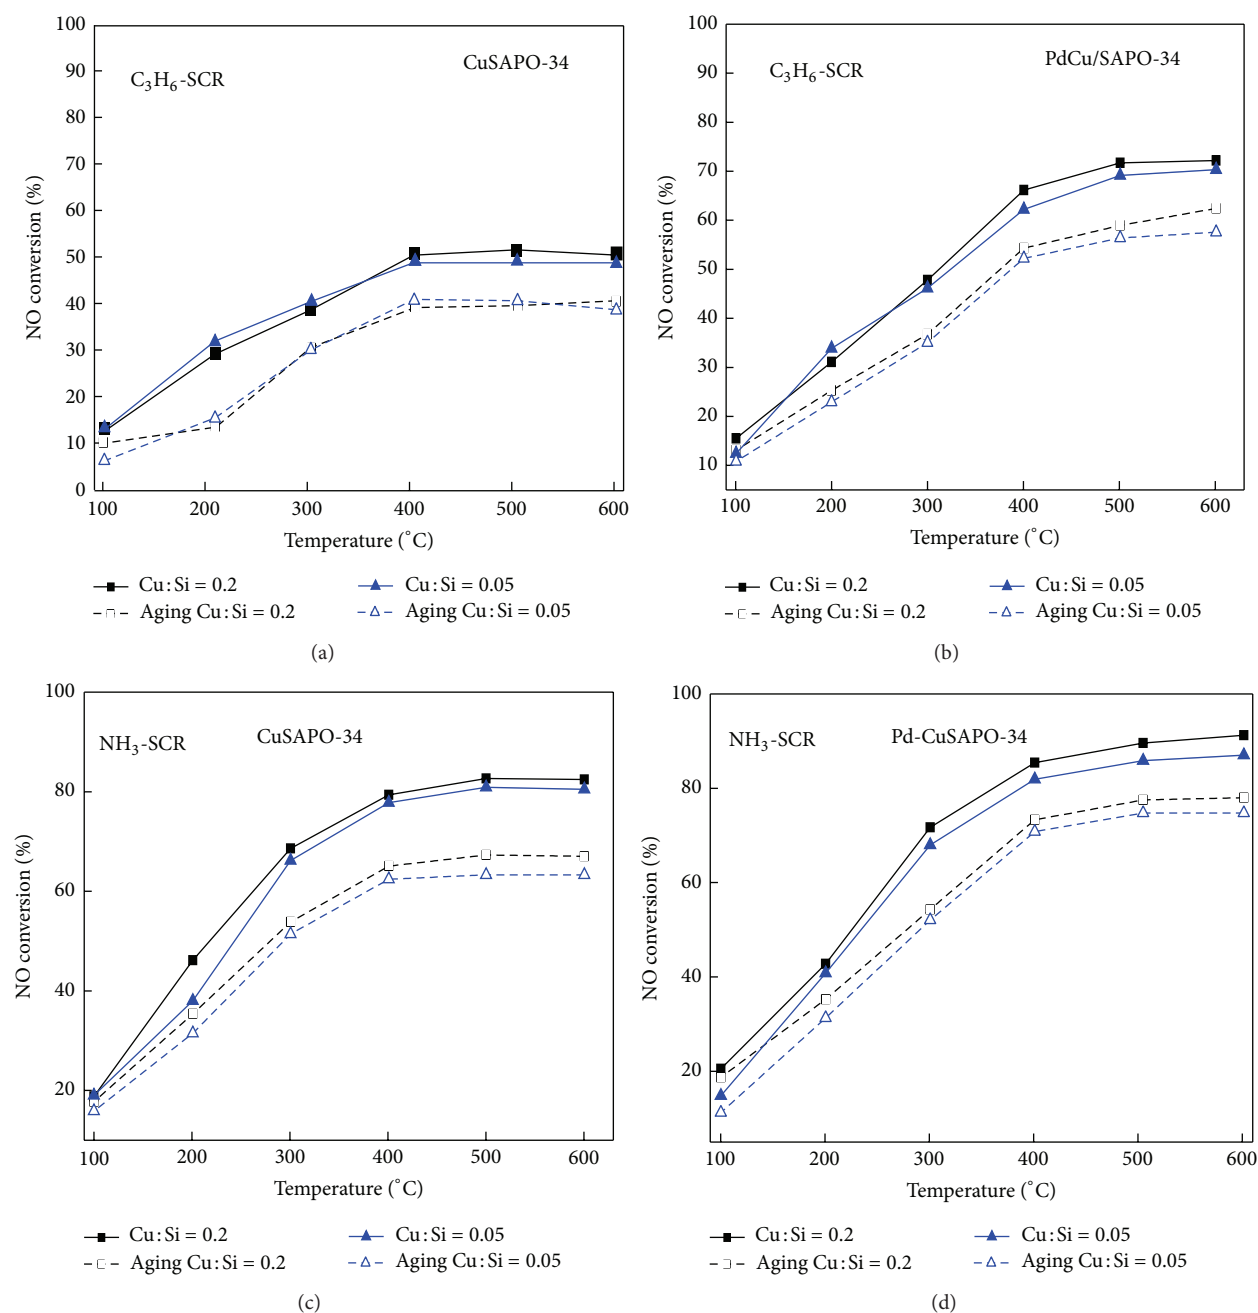 100
90
80
70
60
50
40
30
20
10
0
NO conversion (%)
C3H6-SCR
CuSAPO-34
100 200 300 400 500 600
Temperature (°C)
Cu:Si = 0.2
Cu:Si = 0.05
Aging Cu:Si = 0.2
Aging Cu:Si = 0.05
(a)
100
90
80
70
60
50
40
30
20
10
NO conversion (%)
C3H6-SCR
PdCu/SAPO-34
100 200 300 400 500 600
Temperature (°C)
Cu:Si = 0.2
Cu:Si = 0.05
Aging Cu:Si = 0.2
Aging Cu:Si = 0.05
(b)
100
80
60
40
20
NO conversion (%)
NH3-SCR
CuSAPO-34
100 200 300 400 500 600
Temperature (°C)
Cu:Si = 0.2
Cu:Si = 0.05
Aging Cu:Si = 0.2
Aging Cu:Si = 0.05
(c)
100
80
60
40
20
NO conversion (%)
NH3-SCR
Pd-CuSAPO-34
100 200 300 400 500 600
Temperature (°C)
Cu:Si = 0.2
Cu:Si = 0.05
Aging Cu:Si = 0.2
Aging Cu:Si = 0.05
(d)